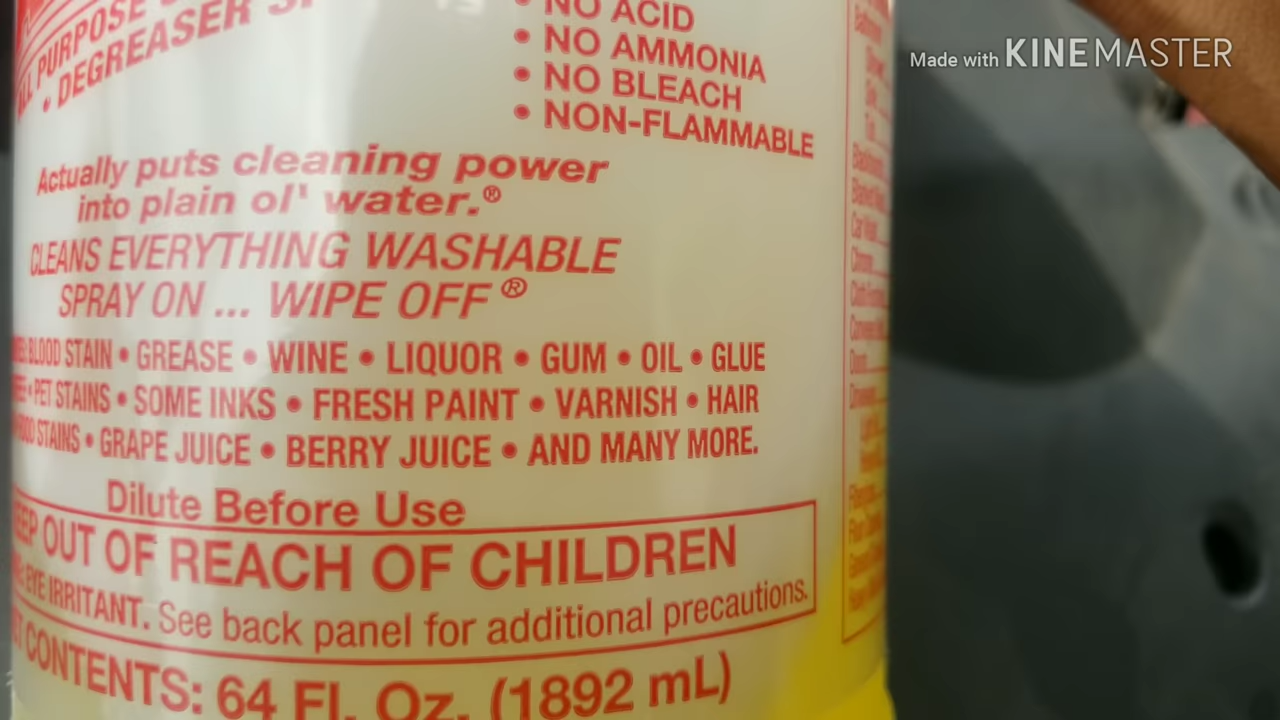 ALL PURPOSE
• DEGREASER
• NO ACID
• NO AMMONIA
• NO BLEACH
• NON-FLAMMABLE
Made with KINEMASTER
Actually puts cleaning power
into plain ol' water.®
CLEANS EVERYTHING WASHABLE
SPRAY ON ... WIPE OFF®
BLOOD STAIN • GREASE • WINE • LIQUOR • GUM • OIL • GLUE
• PET STAINS • SOME INKS • FRESH PAINT • VARNISH • HAIR
STAINS • GRAPE JUICE • BERRY JUICE • AND MANY MORE.
Dilute Before Use
OUT OF REACH OF CHILDREN
EYE IRRITANT. See back panel for additional precautions.
CONTENTS: 64 Fl. Oz. (1892 mL)